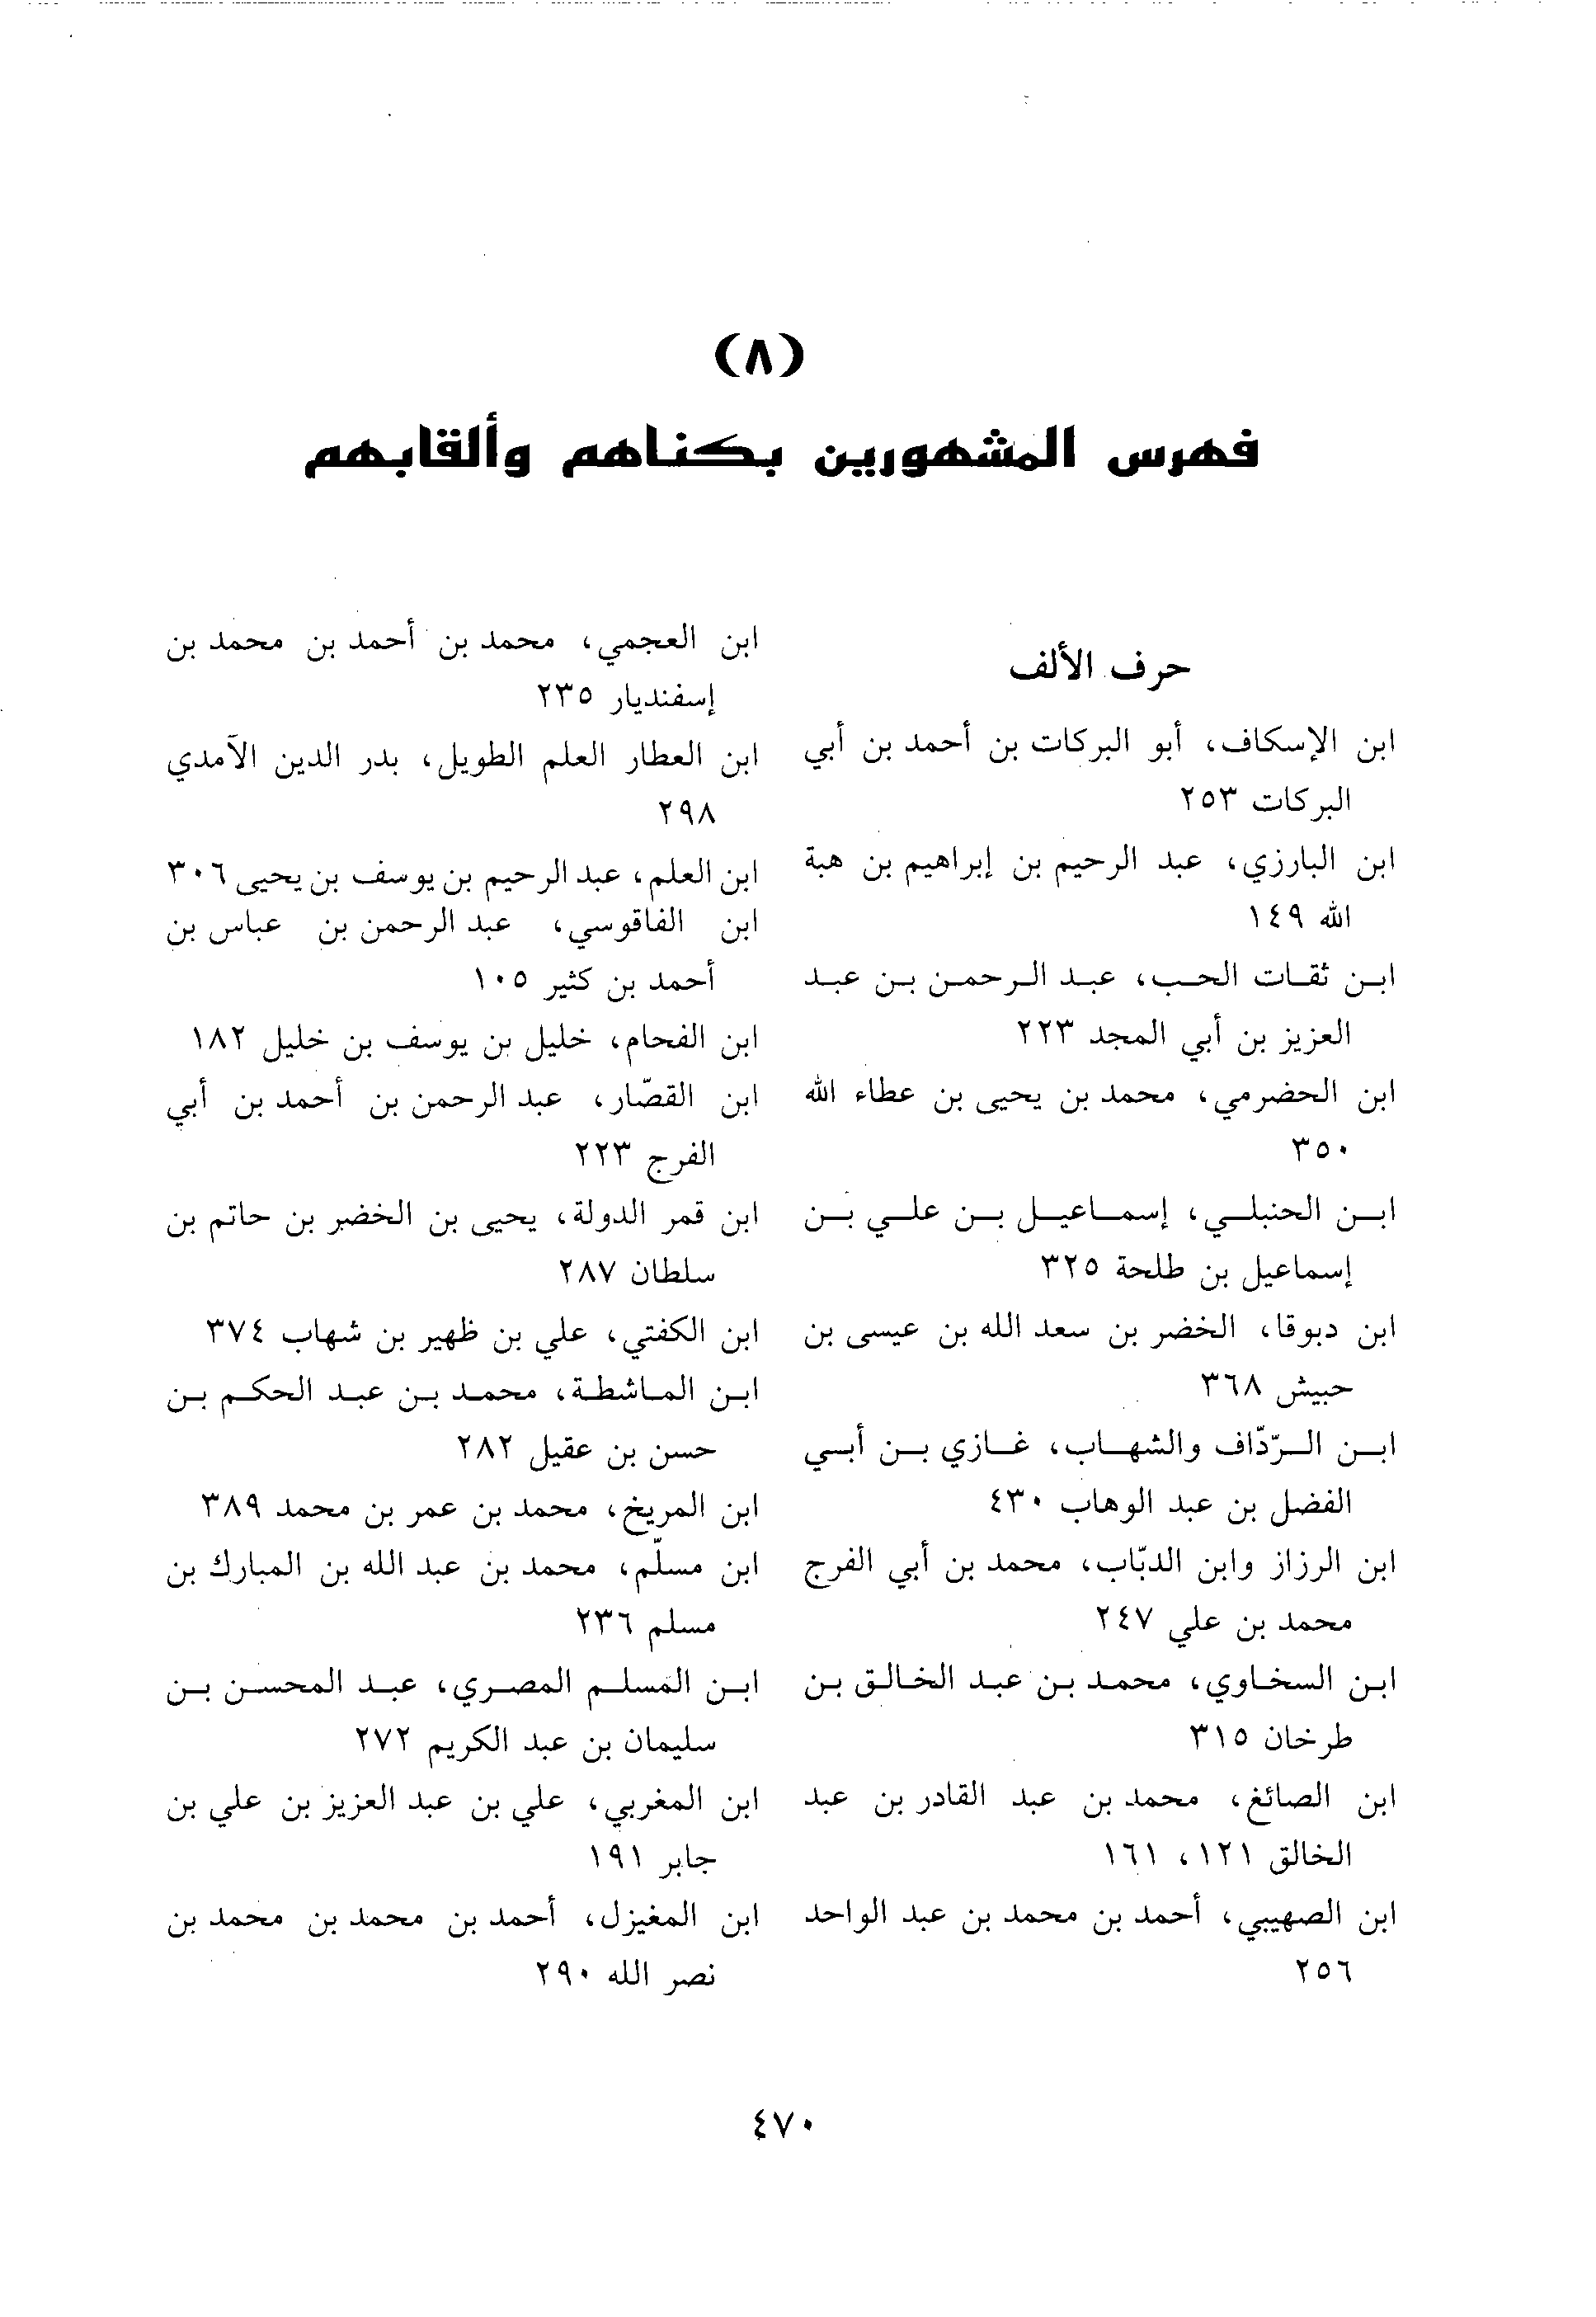 (٨)
فهرس المشهورين بكناهم وألقابهم
حرف الألف
ابن الإسكاف، أبو البركات بن أحمد بن أبي
البركات ٢٥٣
ابن البارزي، عبد الرحيم بن إبراهيم بن هبة
الله ١٤٩
ابن ثقات الحب، عبد الرحمن بن عبد
العزيز بن أبي المجد ٢٢٣
ابن الحضرمي، محمد بن يحيى بن عطاء الله
٣٥٠
ابن الحنبلي، إسماعيل بن علي بن
إسماعيل بن طلحة ٣٢٥
ابن دبوقا، الخضر بن سعد الله بن عيسى بن
حبيش ٣٦٨
ابن الردّاف والشهاب، غازي بن أبي
الفضل بن عبد الوهاب ٤٣٠
ابن الرزاز وابن الدبّاب، محمد بن أبي الفرج
محمد بن علي ٢٤٧
ابن السخاوي، محمد بن عبد الخالق بن
طرخان ٣١٥
ابن الصائغ، محمد بن عبد القادر بن عبد
الخالق ١٢١، ١٦١
ابن الصهيبي، أحمد بن محمد بن عبد الواحد
٢٥٦
ابن العجمي، محمد بن أحمد بن محمد بن
إسفنديار ٢٣٥
ابن العطار العلم الطويل، بدر الدين الآمدي
٢٩٨
ابن العلم، عبد الرحيم بن يوسف بن يحيى ٣٠٦
ابن الفاقوسي، عبد الرحمن بن عباس بن
أحمد بن كثير ١٠٥
ابن الفحام، خليل بن يوسف بن خليل ١٨٢
ابن القصّار، عبد الرحمن بن أحمد بن أبي
الفرج ٢٢٣
ابن قمر الدولة، يحيى بن الخضر بن حاتم بن
سلطان ٢٨٧
ابن الكفتي، علي بن ظهير بن شهاب ٣٧٤
ابن الماشطة، محمد بن عبد الحكم بن
حسن بن عقيل ٢٨٢
ابن المريخ، محمد بن عمر بن محمد ٣٨٩
ابن مسلّم، محمد بن عبد الله بن المبارك بن
مسلم ٢٣٦
ابن المسلم المصري، عبد المحسن بن
سليمان بن عبد الكريم ٢٧٢
ابن المغربي، علي بن عبد العزيز بن علي بن
جابر ١٩١
ابن المغيزل، أحمد بن محمد بن محمد بن
نصر الله ٢٩٠
٤٧٠